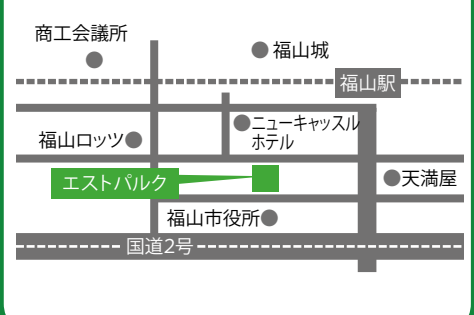 商工会議所
福山城
福山駅
ニューキャッスル
ホテル
福山ロッツ
天満屋
エストパルク
福山市役所
国道2号